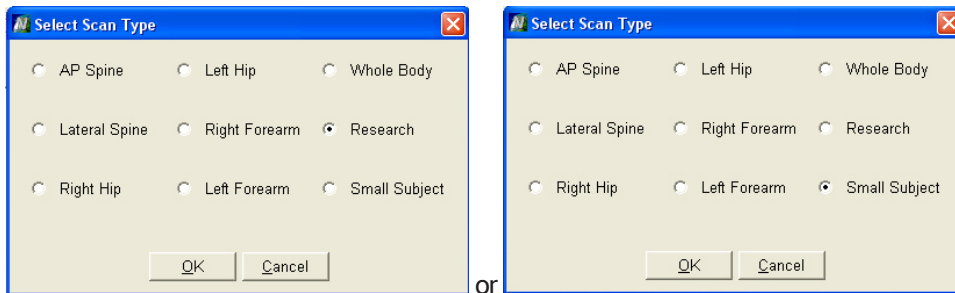 Select Scan Type
AP Spine Left Hip Whole Body
Lateral Spine Right Forearm Research
Right Hip Left Forearm Small Subject
OK Cancel
or
Select Scan Type
AP Spine Left Hip Whole Body
Lateral Spine Right Forearm Research
Right Hip Left Forearm Small Subject
OK Cancel